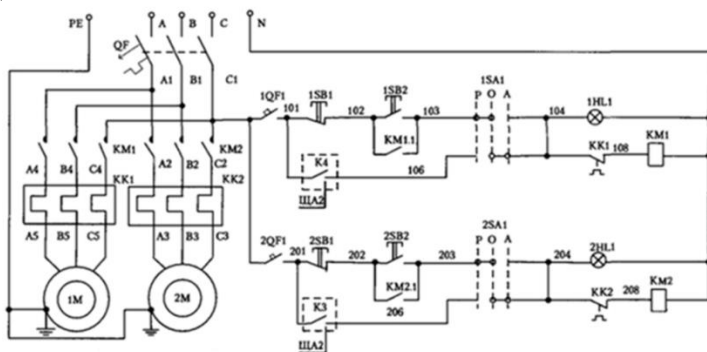 PE
A B C N
QF
A1 B1 C1
1QF1 101 1SB1 102 1SB2 103 1SA1 104 1HL1
P O A
KM1 KM2
A4 B4 C4 A2 B2 C2
KM1.1
K4 106
ЩА2
KK1 108 KM1
KK1 KK2
A5 B5 C5 A3 B3 C3
2QF1 201 2SB1 202 2SB2 203 2SA1 204 2HL1
P O A
KM2.1
K3 206
ЩА2
KK2 208 KM2
1M 2M